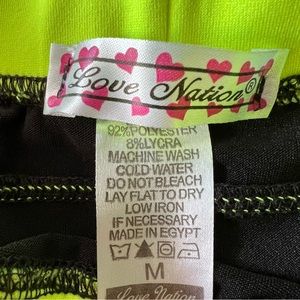 Love Nation®
92%POLYESTER
8%LYCRA
MACHINE WASH
COLD WATER
DO NOT BLEACH
LAY FLAT TO DRY
LOW IRON
IF NECESSARY
MADE IN EGYPT
M
Love Nation